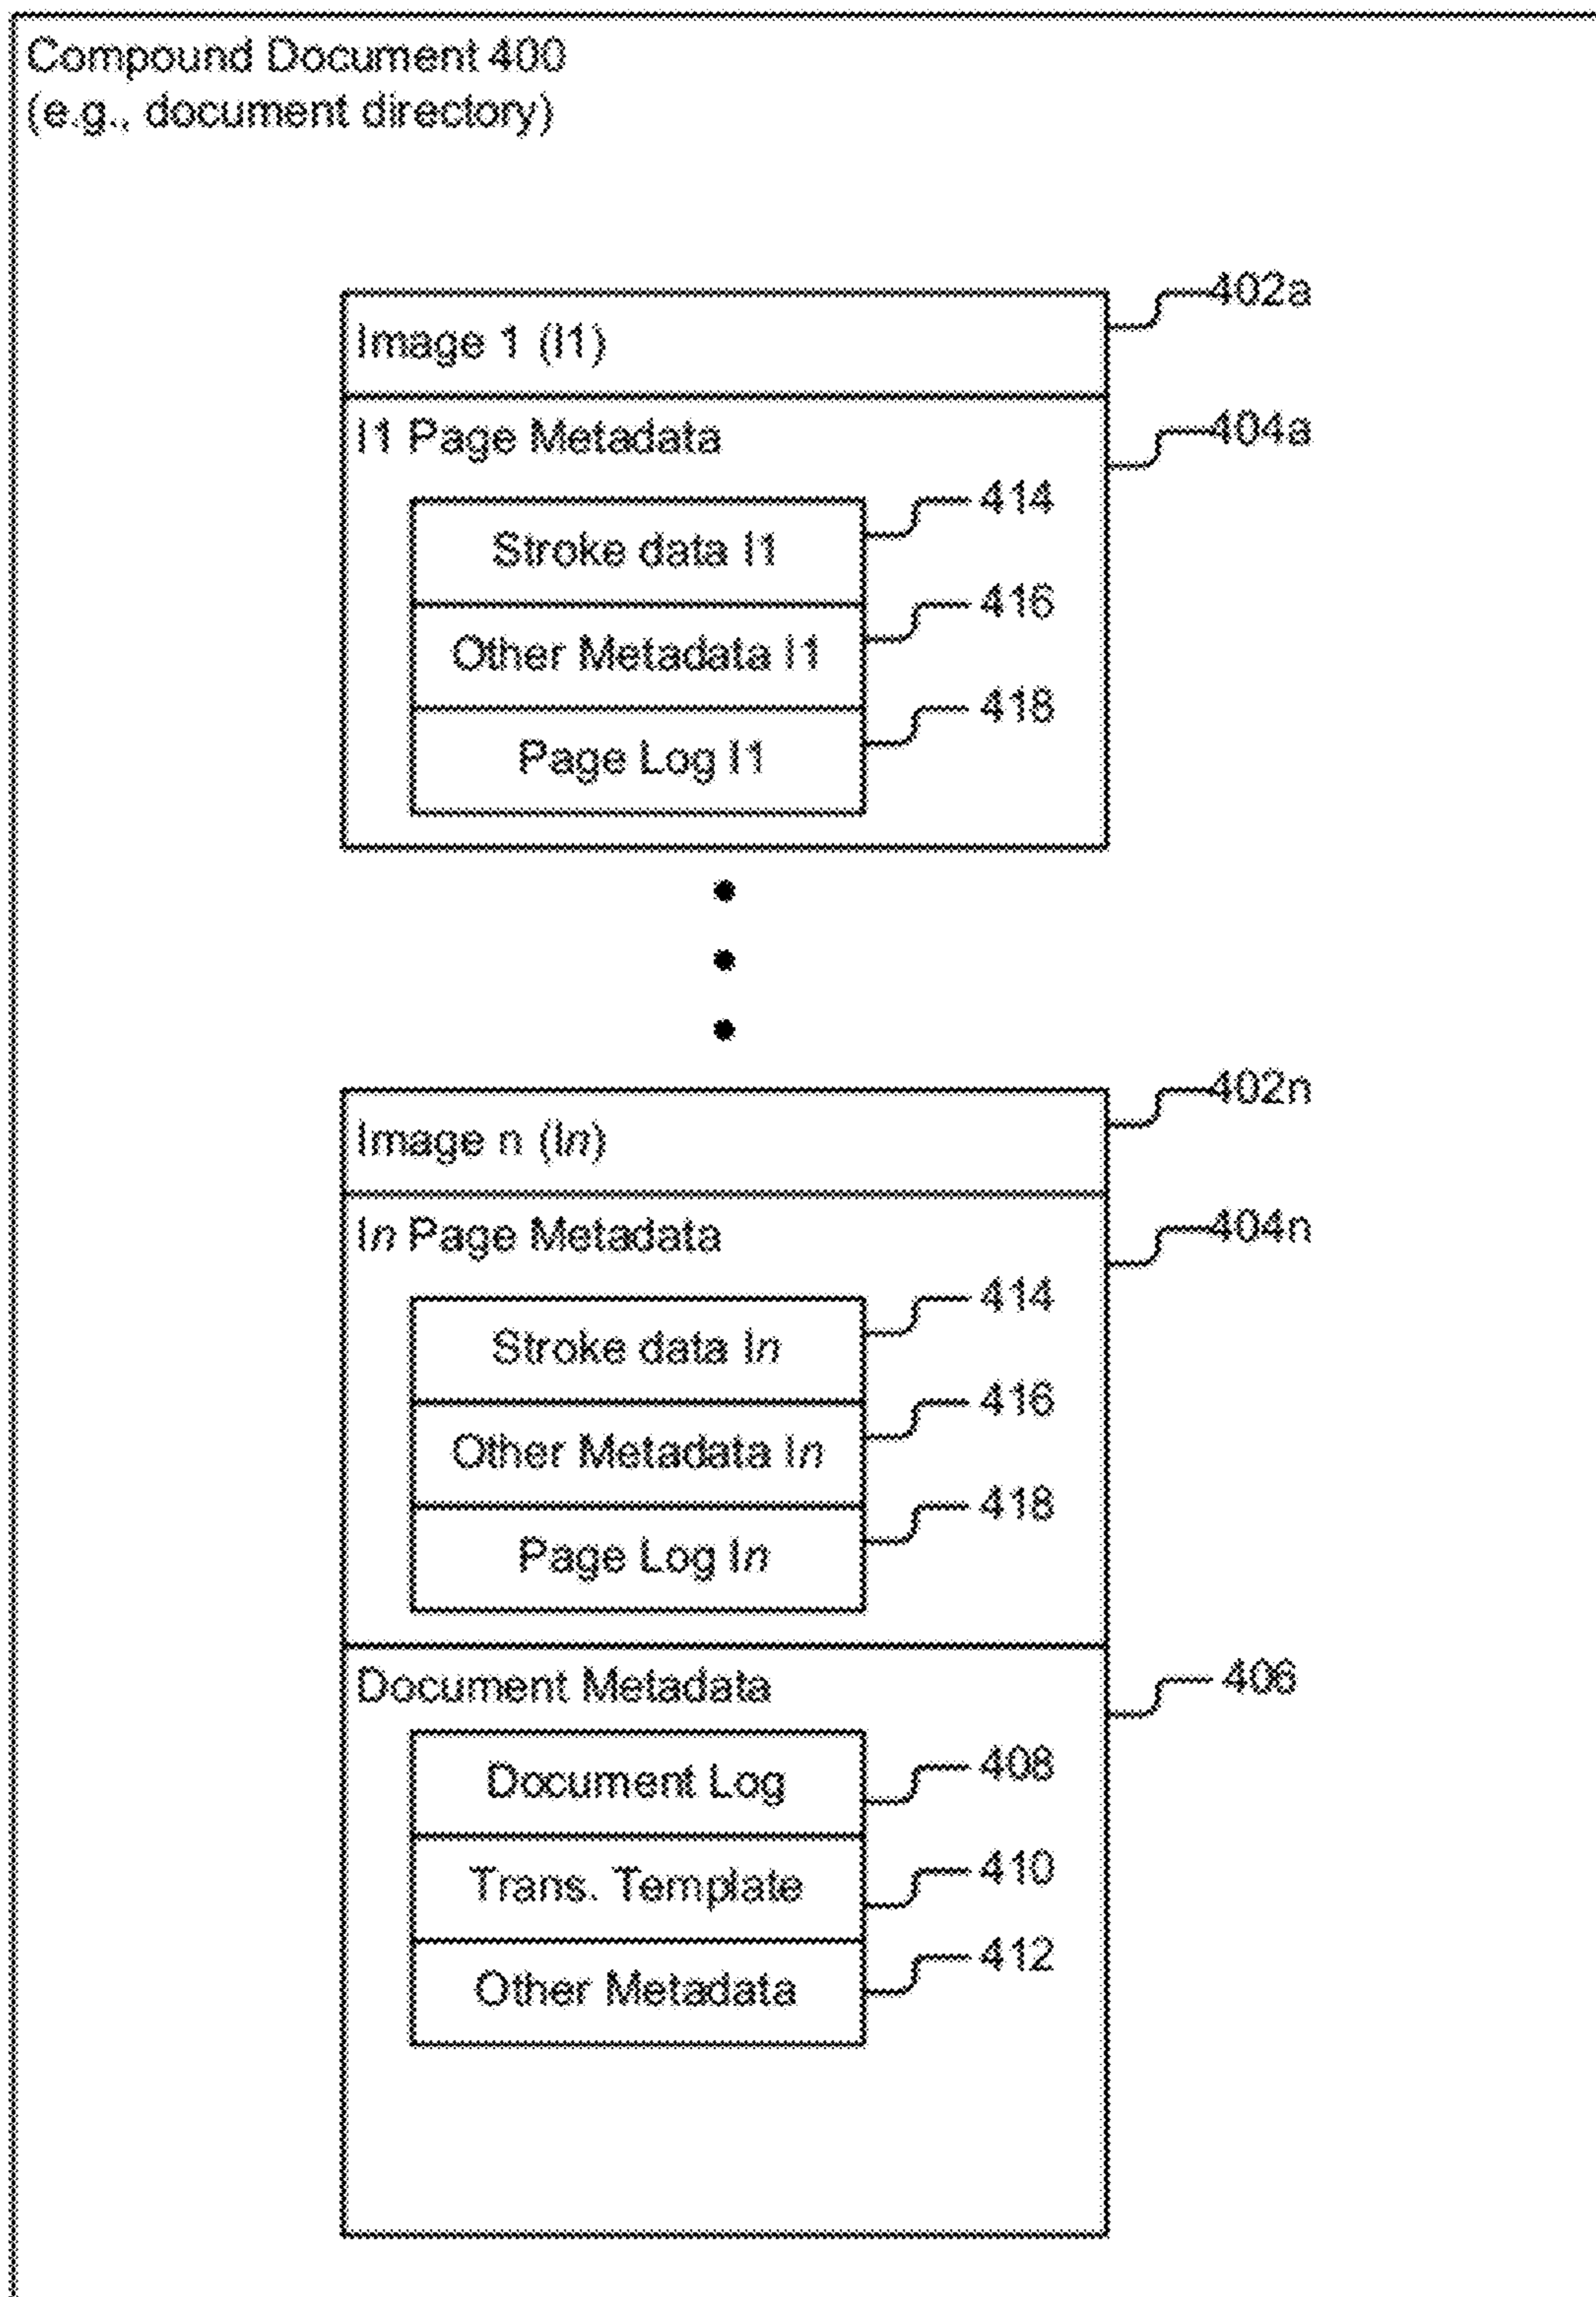 Compound Document 400
(e.g., document directory)
402a
Image 1 (I1)
I1 Page Metadata
404a
414
Stroke data I1
416
Other Metadata I1
418
Page Log I1
402n
Image n (In)
In Page Metadata
404n
414
Stroke data In
416
Other Metadata In
418
Page Log In
Document Metadata
406
408
Document Log
410
Trans. Template
412
Other Metadata